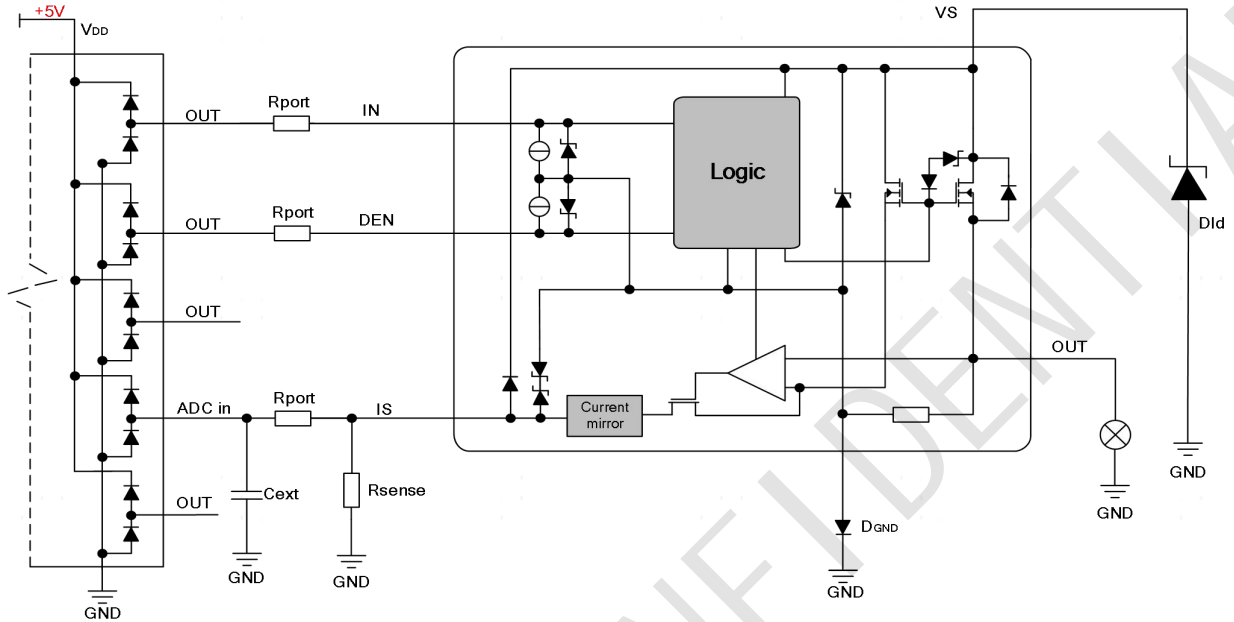 +5V
VDD
VS
OUT
Rport
IN
Logic
OUT
Rport
DEN
Dld
OUT
OUT
ADC in
Rport
IS
Current
mirror
GND
OUT
Cext
Rsense
GND
DGND
GND
GND
GND
GND
NFIDENTIA